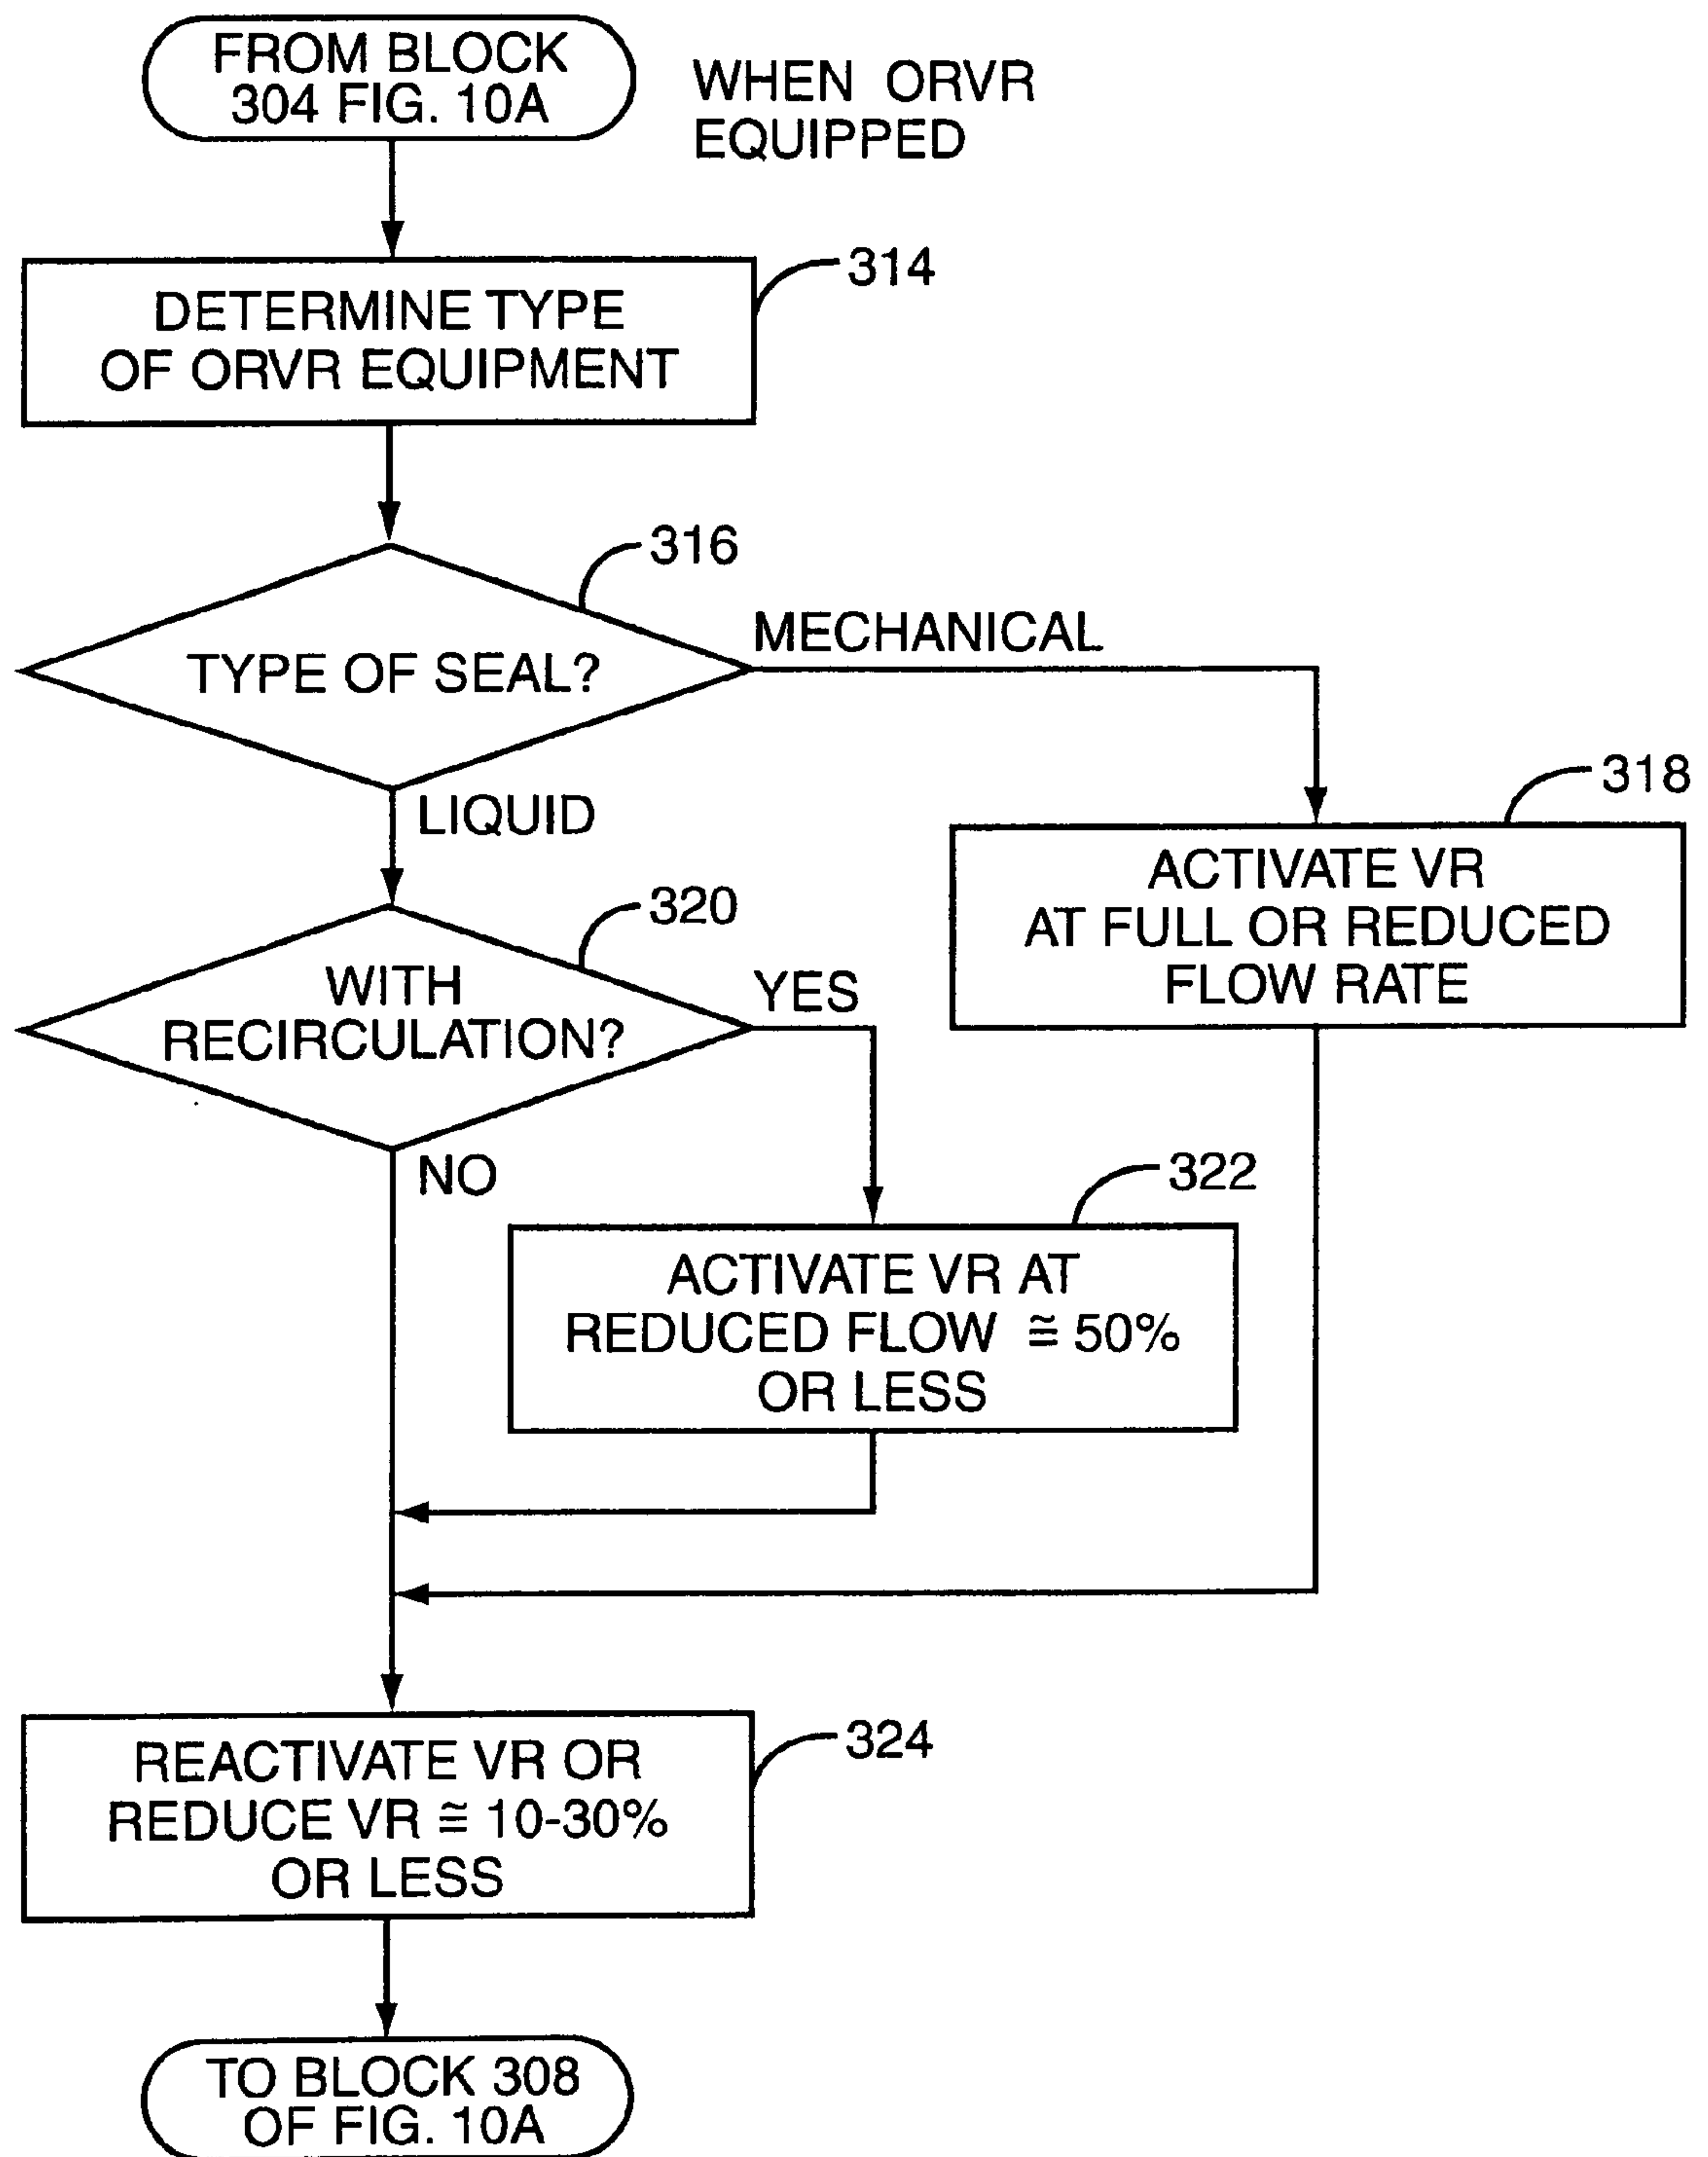 FROM BLOCK
304 FIG. 10A
WHEN ORVR
EQUIPPED
314
DETERMINE TYPE
OF ORVR EQUIPMENT
316
MECHANICAL
TYPE OF SEAL?
LIQUID
318
ACTIVATE VR
AT FULL OR REDUCED
FLOW RATE
320
WITH
RECIRCULATION?
YES
NO
322
ACTIVATE VR AT
REDUCED FLOW ≅ 50%
OR LESS
324
REACTIVATE VR OR
REDUCE VR ≅ 10-30%
OR LESS
TO BLOCK 308
OF FIG. 10A